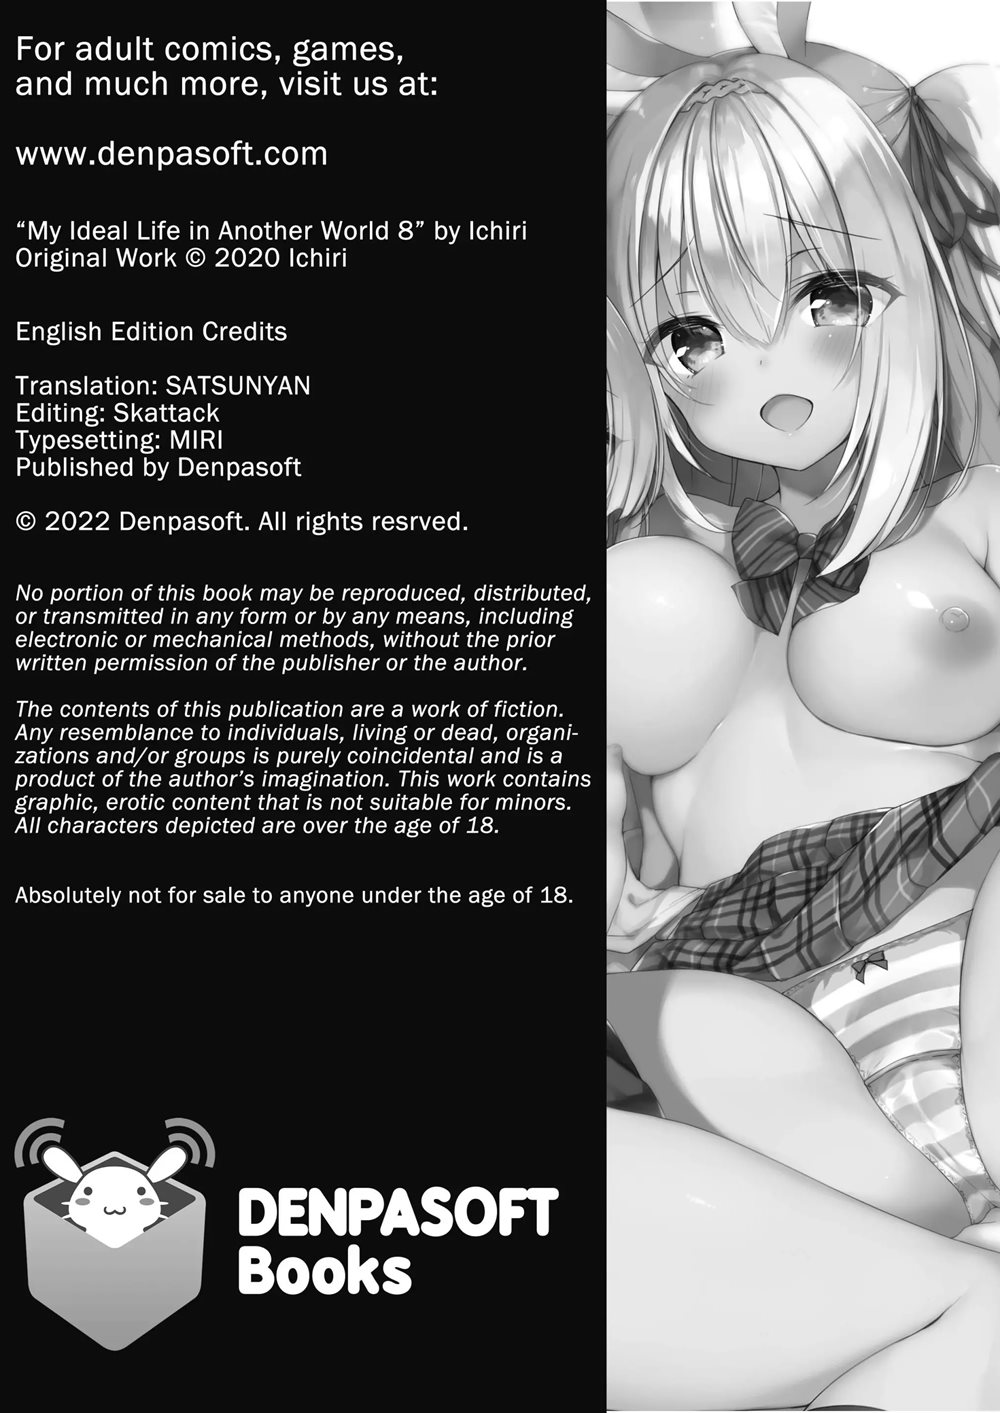 For adult comics, games,
and much more, visit us at:
www.denpasoft.com
“My Ideal Life in Another World 8” by Ichiri
Original Work © 2020 Ichiri
English Edition Credits
Translation: SATSUNYAN
Editing: Skattack
Typesetting: MIRI
Published by Denpasoft
© 2022 Denpasoft. All rights resrved.
No portion of this book may be reproduced, distributed,
or transmitted in any form or by any means, including
electronic or mechanical methods, without the prior
written permission of the publisher or the author.
The contents of this publication are a work of fiction.
Any resemblance to individuals, living or dead, organi-
zations and/or groups is purely coincidental and is a
product of the author’s imagination. This work contains
graphic, erotic content that is not suitable for minors.
All characters depicted are over the age of 18.
Absolutely not for sale to anyone under the age of 18.
DENPASOFT
Books